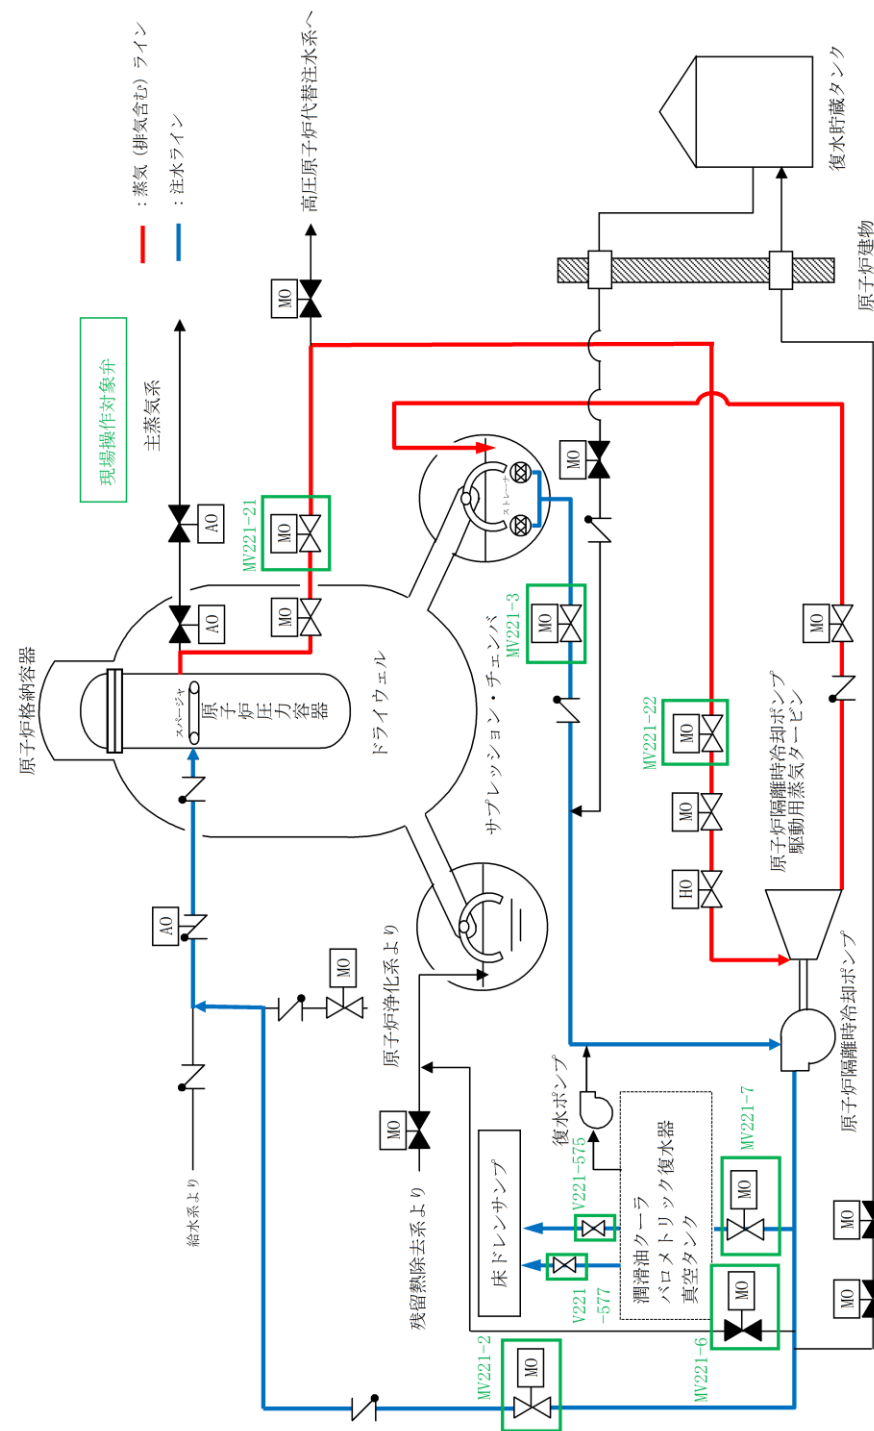 ：蒸気（排気含む）ライン
：注水ライン
現場操作対象弁
主蒸気系
高圧原子炉代替注水系へ
復水貯蔵タンク
原子炉建物
原子炉格納容器
AO
AO
MO
MO
MV221-21
MO
スパージャ
原子炉圧力容器
ドライウェル
サプレッション・チェンバ
ストレーナ
MO
MO
MV221-3
MO
MV221-22
MO
MO
HO
MO
原子炉隔離時冷却ポンプ
駆動用蒸気タービン
原子炉隔離時冷却ポンプ
AO
MO
原子炉浄化系より
給水系より
MO
残留熱除去系より
復水ポンプ
床ドレンサンプ
V221-575
V221
-577
潤滑油クーラ
バロメトリック復水器
真空タンク
MV221-7
MO
MV221-6
MO
MV221-2
MO
MO
MO